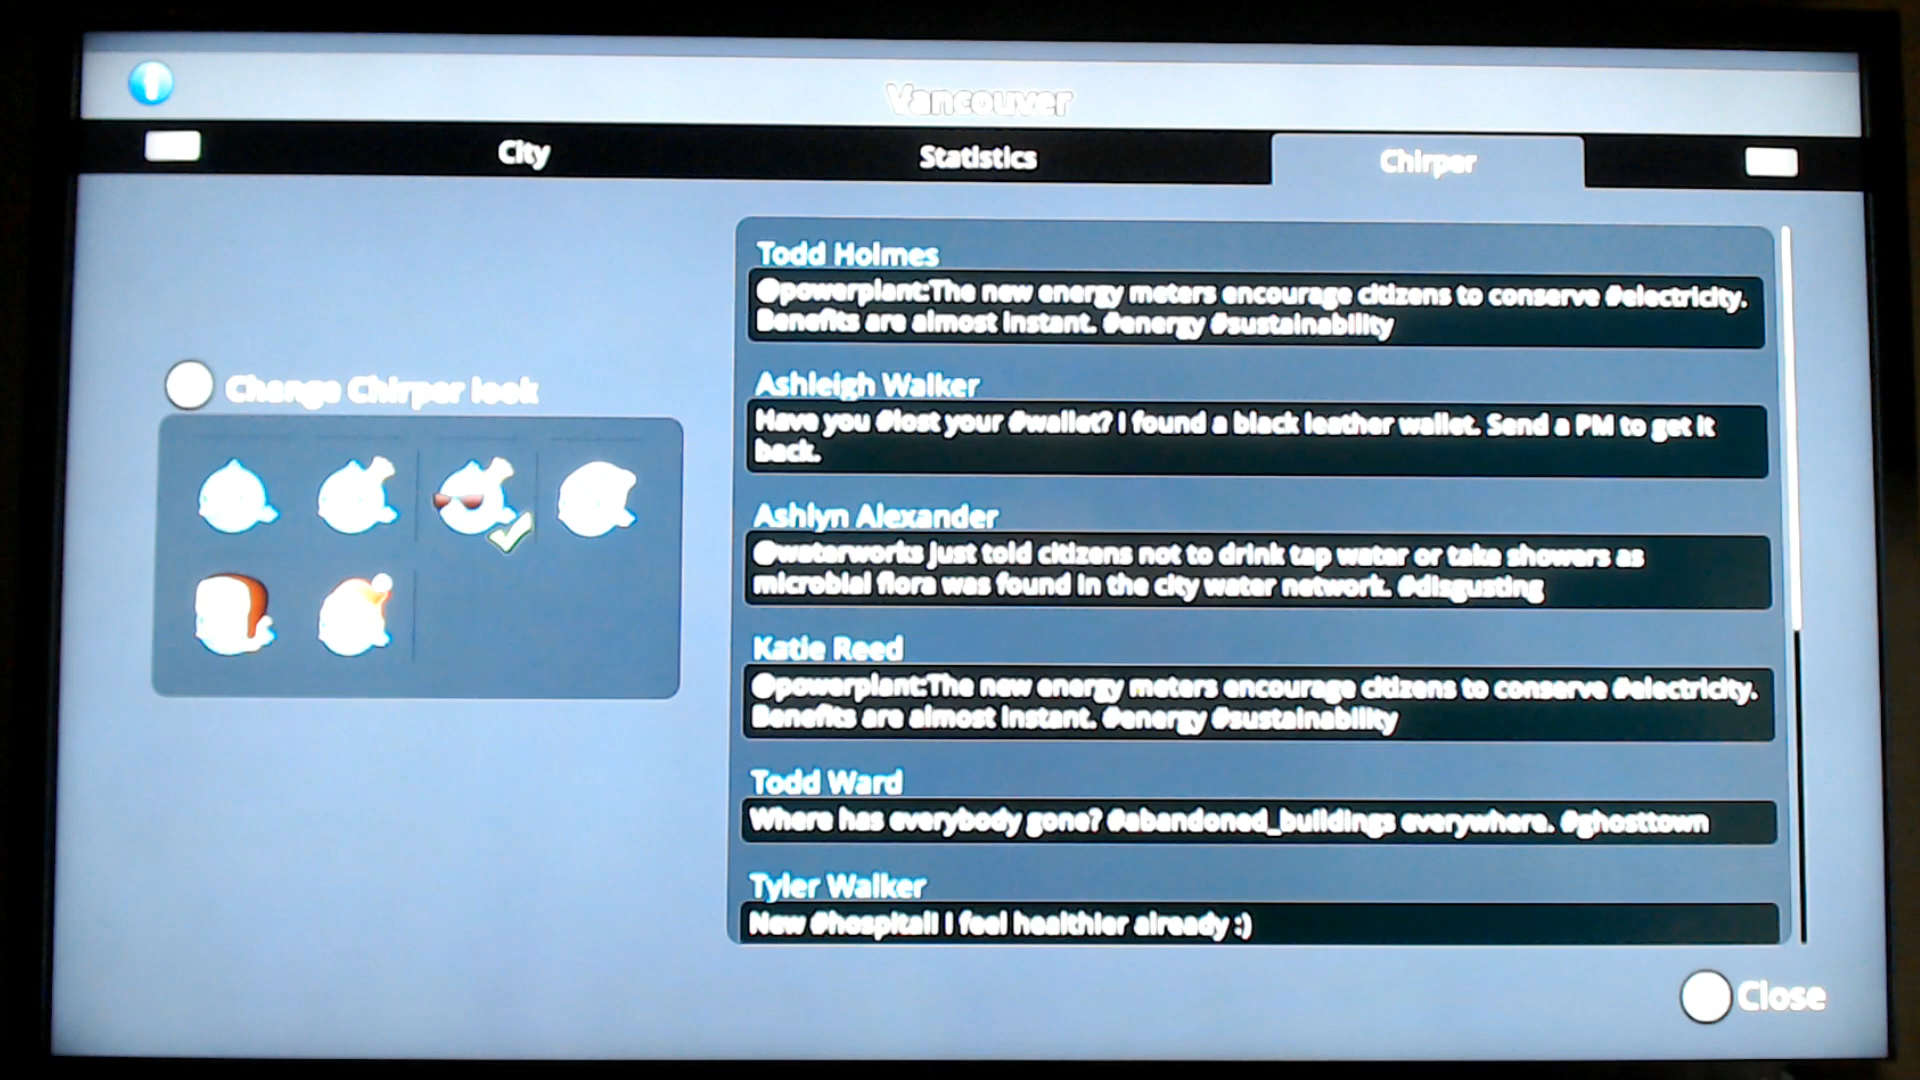 Vancouver
City
Statistics
Chirper
Change Chirper look
Todd Holmes
@powerplant:The new energy meters encourage citizens to conserve #electricity.
Benefits are almost instant. #energy #sustainability
Ashleigh Walker
Have you #lost your #wallet? I found a black leather wallet. Send a PM to get it
back.
Ashlyn Alexander
@waterworks just told citizens not to drink tap water or take showers as
microbial flora was found in the city water network. #disgusting
Katie Reed
@powerplant:The new energy meters encourage citizens to conserve #electricity.
Benefits are almost instant. #energy #sustainability
Todd Ward
Where has everybody gone? #abandoned_buildings everywhere. #ghosttown
Tyler Walker
New #hospital! I feel healthier already :)
Close